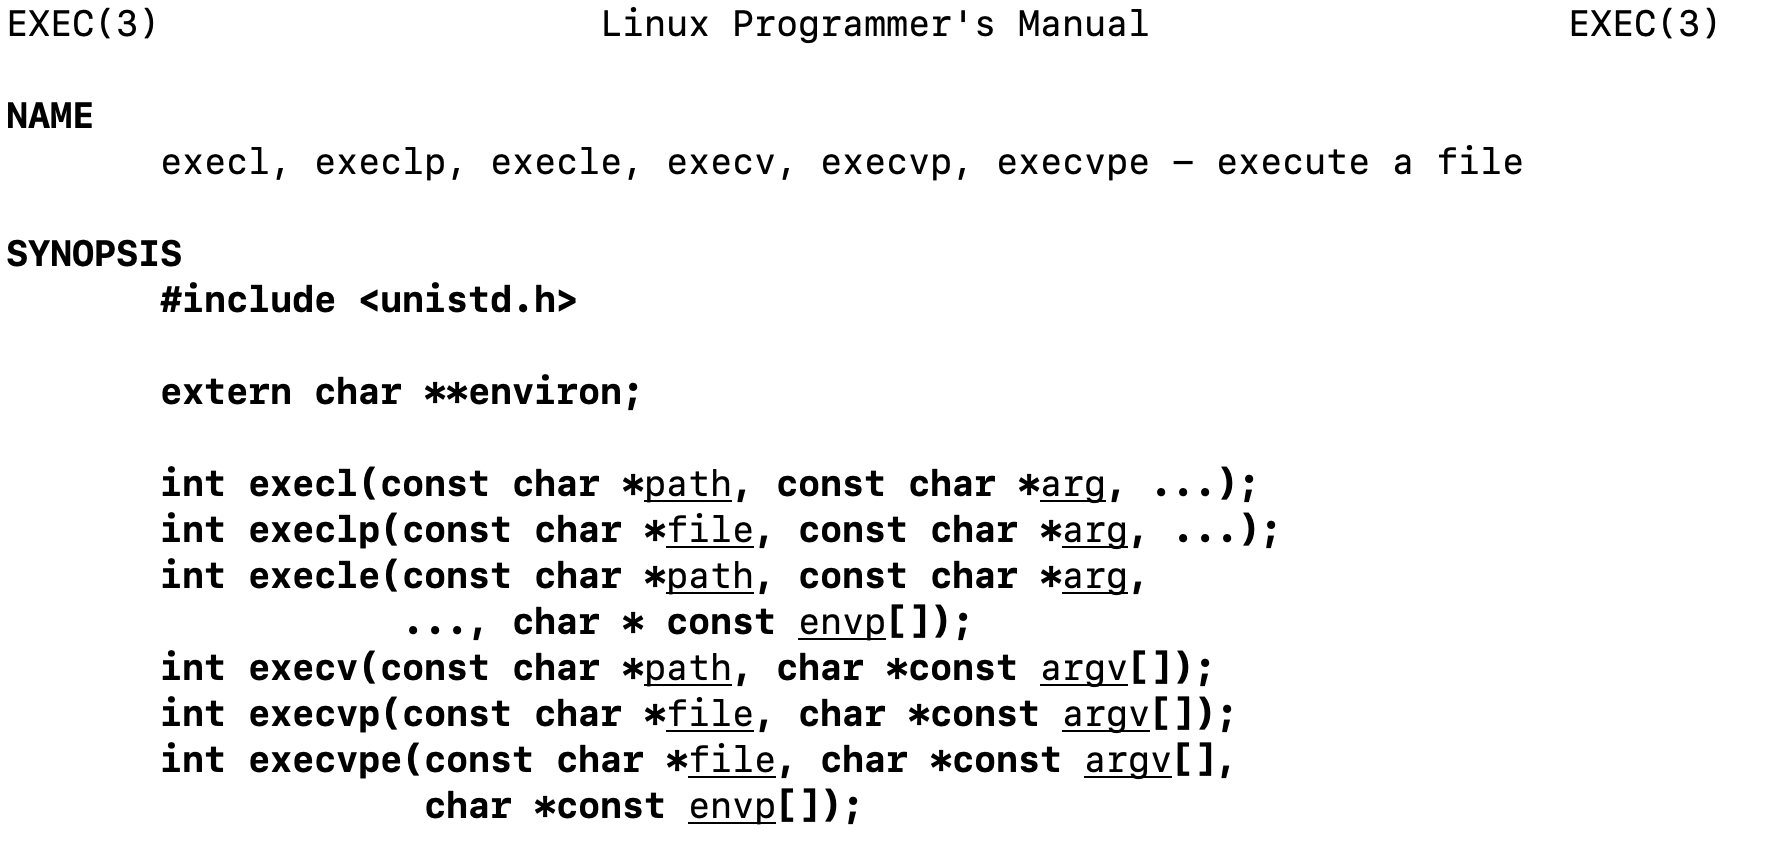 EXEC(3) Linux Programmer's Manual EXEC(3)
NAME
execl, execlp, execle, execv, execvp, execvpe – execute a file
SYNOPSIS
#include <unistd.h>
extern char **environ;
int execl(const char *path, const char *arg, ...);
int execlp(const char *file, const char *arg, ...);
int execle(const char *path, const char *arg,
..., char * const envp[]);
int execv(const char *path, char *const argv[]);
int execvp(const char *file, char *const argv[]);
int execvpe(const char *file, char *const argv[],
char *const envp[]);